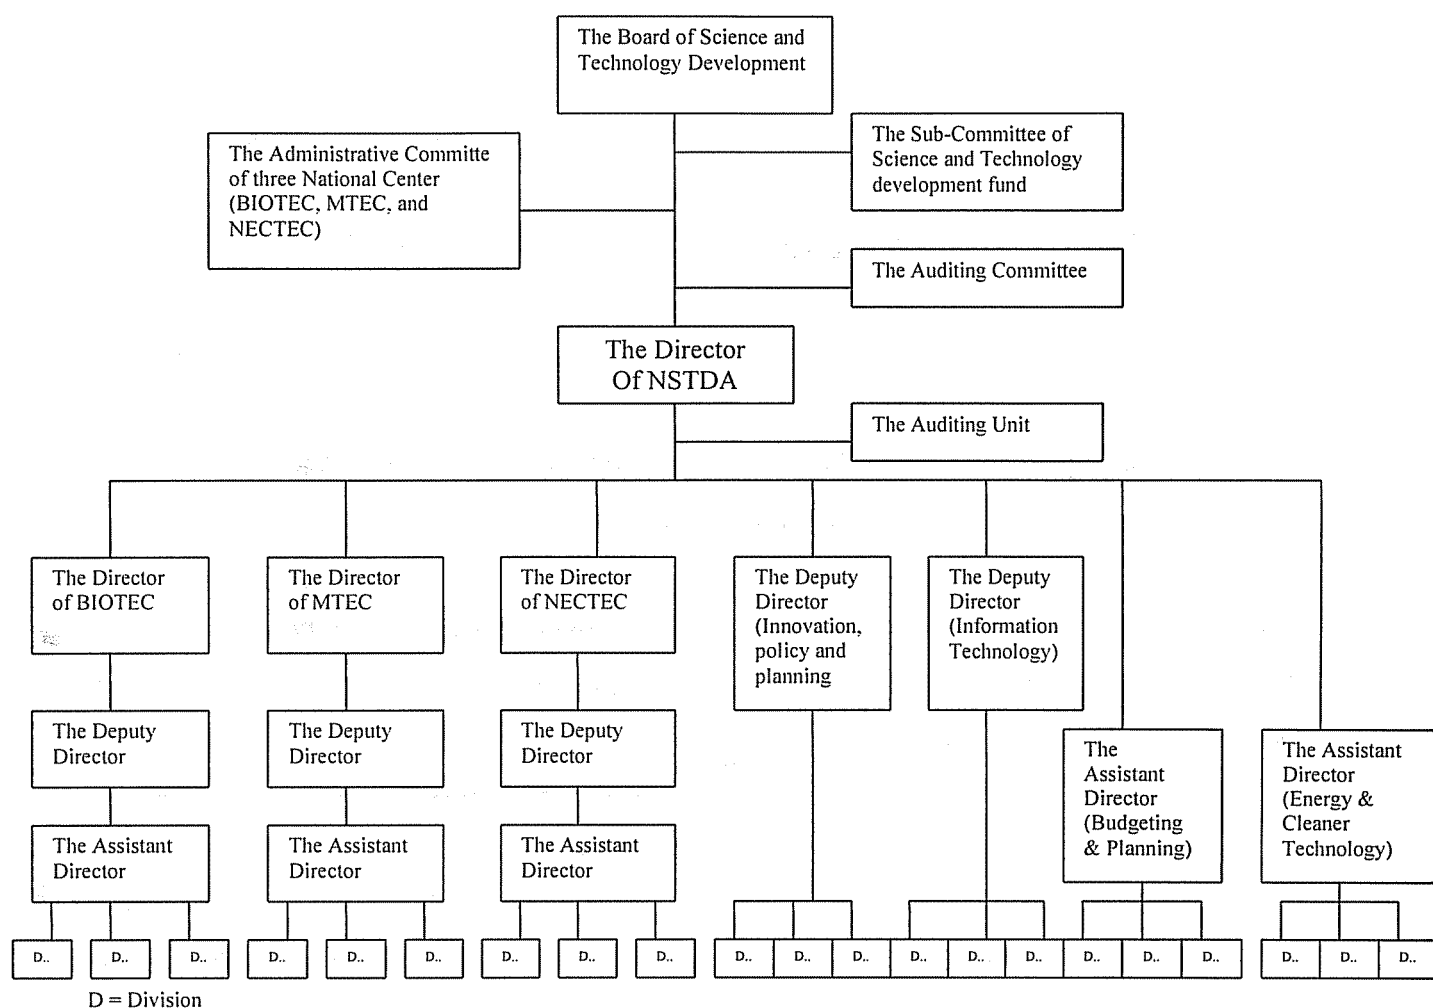 The Board of Science and
Technology Development
The Sub-Committee of
Science and Technology
development fund
The Administrative Committe
of three National Center
(BIOTEC, MTEC, and
NECTEC)
The Auditing Committee
The Director
Of NSTDA
The Auditing Unit
The Director
of BIOTEC
The Director
of MTEC
The Director
of NECTEC
The Deputy
Director
(Innovation,
policy and
planning
The Deputy
Director
(Information
Technology)
The Deputy
Director
The Deputy
Director
The Deputy
Director
The
Assistant
Director
(Budgeting
& Planning)
The Assistant
Director
(Energy &
Cleaner
Technology)
The Assistant
Director
The Assistant
Director
The Assistant
Director
D.. D.. D.. D.. D.. D.. D.. D.. D.. D.. D.. D.. D.. D.. D.. D.. D.. D.. D.. D.. D..
D = Division